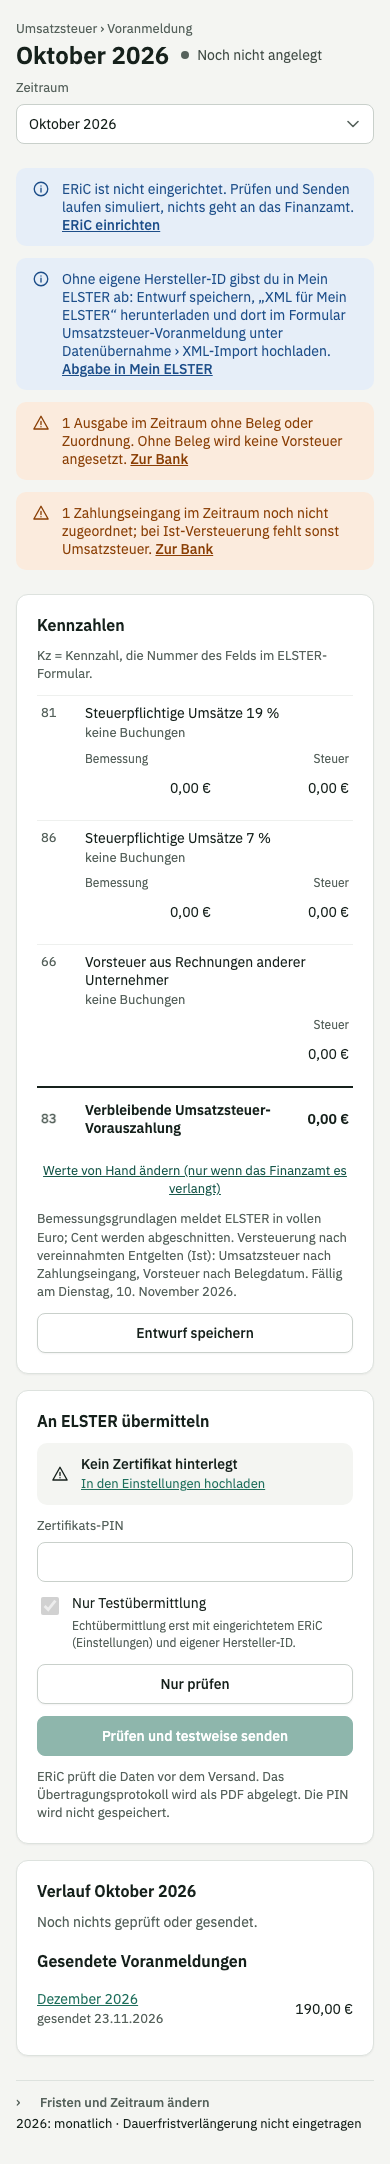 Umsatzsteuer › Voranmeldung
Oktober 2026 Noch nicht angelegt
Zeitraum
Oktober 2026
ERiC ist nicht eingerichtet. Prüfen und Senden
laufen simuliert, nichts geht an das Finanzamt.
ERiC einrichten
Ohne eigene Hersteller-ID gibst du in Mein
ELSTER ab: Entwurf speichern, „XML für Mein
ELSTER“ herunterladen und dort im Formular
Umsatzsteuer-Voranmeldung unter
Datenübernahme › XML-Import hochladen.
Abgabe in Mein ELSTER
1 Ausgabe im Zeitraum ohne Beleg oder
Zuordnung. Ohne Beleg wird keine Vorsteuer
angesetzt. Zur Bank
1 Zahlungseingang im Zeitraum noch nicht
zugeordnet; bei Ist-Versteuerung fehlt sonst
Umsatzsteuer. Zur Bank
Kennzahlen
Kz = Kennzahl, die Nummer des Felds im ELSTER-
Formular.
81 Steuerpflichtige Umsätze 19 %
keine Buchungen
Bemessung Steuer
0,00 € 0,00 €
86 Steuerpflichtige Umsätze 7 %
keine Buchungen
Bemessung Steuer
0,00 € 0,00 €
66 Vorsteuer aus Rechnungen anderer
Unternehmer
keine Buchungen
Steuer
0,00 €
83 Verbleibende Umsatzsteuer-
Vorauszahlung 0,00 €
Werte von Hand ändern (nur wenn das Finanzamt es
verlangt)
Bemessungsgrundlagen meldet ELSTER in vollen
Euro; Cent werden abgeschnitten. Versteuerung nach
vereinnahmten Entgelten (Ist): Umsatzsteuer nach
Zahlungseingang, Vorsteuer nach Belegdatum. Fällig
am Dienstag, 10. November 2026.
Entwurf speichern
An ELSTER übermitteln
Kein Zertifikat hinterlegt
In den Einstellungen hochladen
Zertifikats-PIN
Nur Testübermittlung
Echtübermittlung erst mit eingerichtetem ERiC
(Einstellungen) und eigener Hersteller-ID.
Nur prüfen
Prüfen und testweise senden
ERiC prüft die Daten vor dem Versand. Das
Übertragungsprotokoll wird als PDF abgelegt. Die PIN
wird nicht gespeichert.
Verlauf Oktober 2026
Noch nichts geprüft oder gesendet.
Gesendete Voranmeldungen
Dezember 2026
gesendet 23.11.2026 190,00 €
› Fristen und Zeitraum ändern
2026: monatlich · Dauerfristverlängerung nicht eingetragen